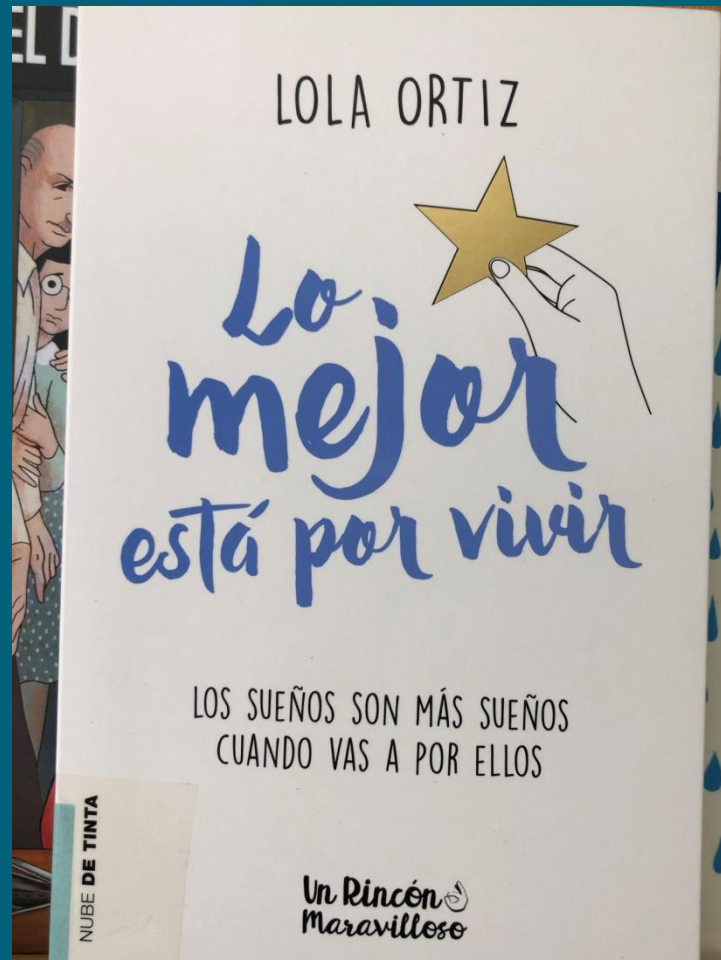 EL D
LOLA ORTIZ
Lo
mejor
está por vivir
LOS SUEÑOS SON MÁS SUEÑOS
CUANDO VAS A POR ELLOS
NUBE DE TINTA
Un Rincón
Maravilloso